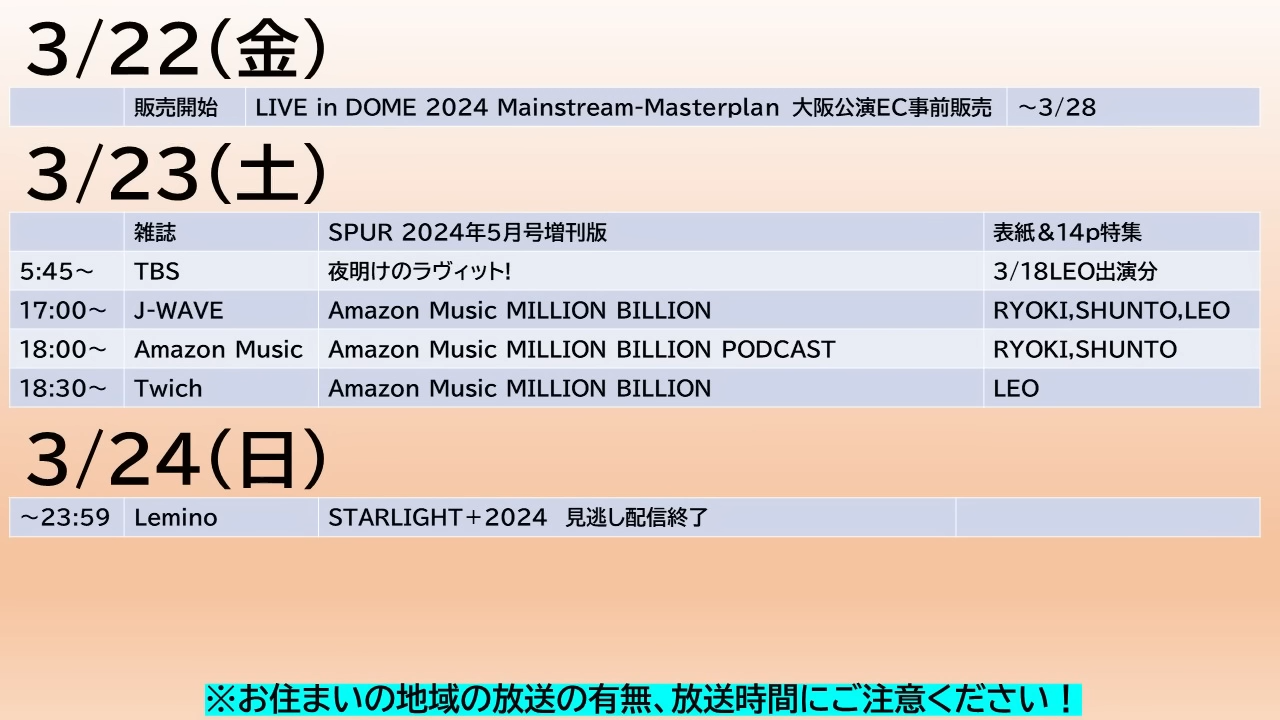 3/22(金)
販売開始 LIVE in DOME 2024 Mainstream-Masterplan 大阪公演EC事前販売 ～3/28
3/23(土)
雑誌 SPUR 2024年5月号増刊版 表紙&14p特集
5:45～ TBS 夜明けのラヴィット! 3/18LEO出演分
17:00～ J-WAVE Amazon Music MILLION BILLION RYOKI,SHUNTO,LEO
18:00～ Amazon Music Amazon Music MILLION BILLION PODCAST RYOKI,SHUNTO
18:30～ Twich Amazon Music MILLION BILLION LEO
3/24(日)
～23:59 Lemino STARLIGHT+2024 見逃し配信終了
※お住まいの地域の放送の有無、放送時間にご注意ください！